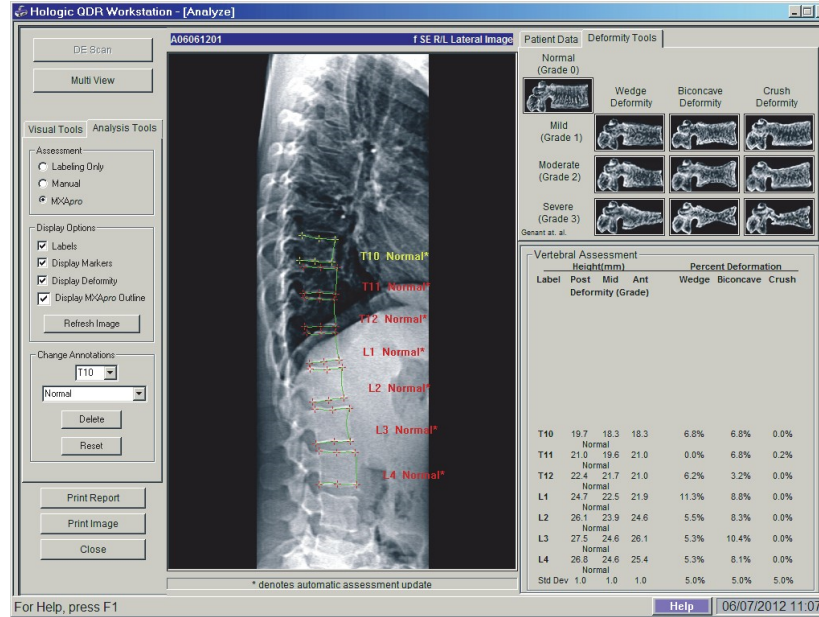 Hologic QDR Workstation - [Analyze]
DE Scan
Multi View
Visual Tools Analysis Tools
Assessment
Labeling Only
Manual
MXApro
Display Options
Labels
Display Markers
Display Deformity
Display MXApro Outline
Refresh Image
Change Annotations
T10
Normal
Delete
Reset
Print Report
Print Image
Close
A06061201 f SE R/L Lateral Image
T10 Normal*
T11 Normal*
T12 Normal*
L1 Normal*
L2 Normal*
L3 Normal*
L4 Normal*
* denotes automatic assessment update
Patient Data Deformity Tools
Normal
(Grade 0)
Wedge Biconcave Crush
Deformity Deformity Deformity
Mild
(Grade 1)
Moderate
(Grade 2)
Severe
(Grade 3)
Genant at. al.
Vertebral Assessment
Height(mm) Percent Deformation
Label Post Mid Ant Wedge Biconcave Crush
Deformity (Grade)
T10 19.7 18.3 18.3 6.8% 6.8% 0.0%
Normal
T11 21.0 19.6 21.0 0.0% 6.8% 0.2%
Normal
T12 22.4 21.7 21.0 6.2% 3.2% 0.0%
Normal
L1 24.7 22.5 21.9 11.3% 8.8% 0.0%
Normal
L2 26.1 23.9 24.6 5.5% 8.3% 0.0%
Normal
L3 27.5 24.6 26.1 5.3% 10.4% 0.0%
Normal
L4 26.8 24.6 25.4 5.3% 8.1% 0.0%
Normal
Std Dev 1.0 1.0 1.0 5.0% 5.0% 5.0%
For Help, press F1
Help
06/07/2012 11:07